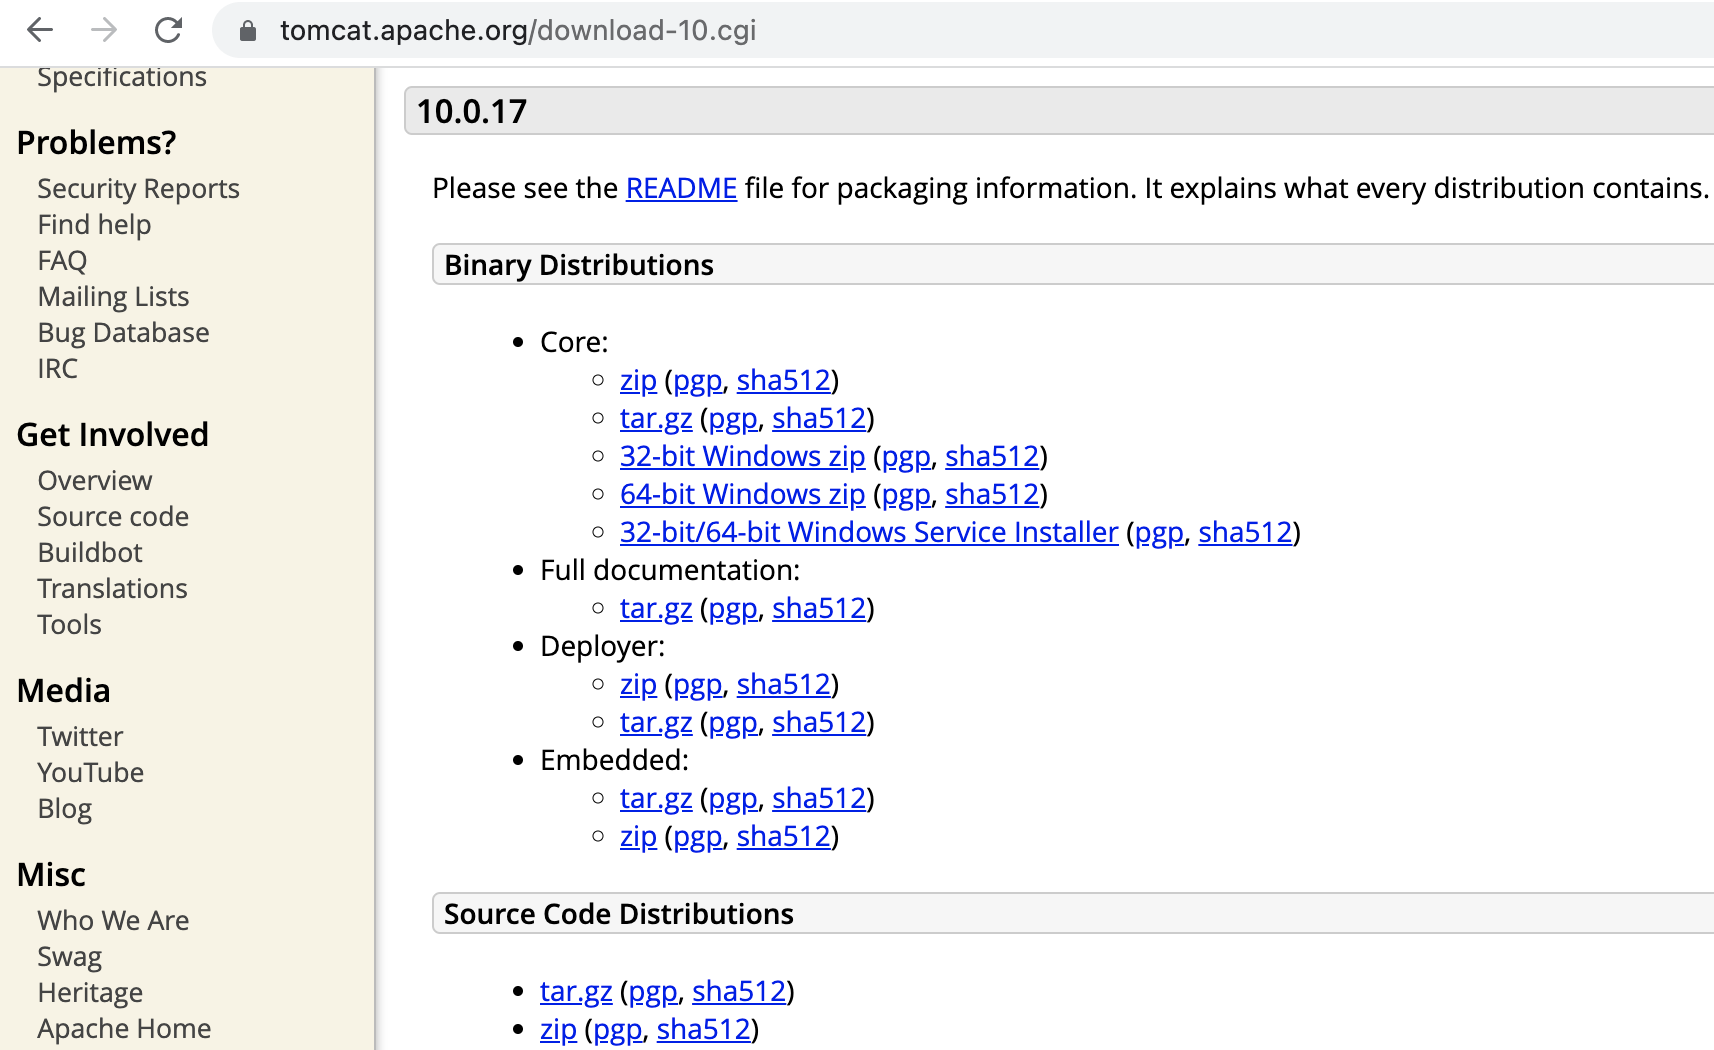 tomcat.apache.org/download-10.cgi
Specifications
Problems?
Security Reports
Find help
FAQ
Mailing Lists
Bug Database
IRC
Get Involved
Overview
Source code
Buildbot
Translations
Tools
Media
Twitter
YouTube
Blog
Misc
Who We Are
Swag
Heritage
Apache Home
10.0.17
Please see the README file for packaging information. It explains what every distribution contains.
Binary Distributions
Core:
zip (pgp, sha512)
tar.gz (pgp, sha512)
32-bit Windows zip (pgp, sha512)
64-bit Windows zip (pgp, sha512)
32-bit/64-bit Windows Service Installer (pgp, sha512)
Full documentation:
tar.gz (pgp, sha512)
Deployer:
zip (pgp, sha512)
tar.gz (pgp, sha512)
Embedded:
tar.gz (pgp, sha512)
zip (pgp, sha512)
Source Code Distributions
tar.gz (pgp, sha512)
zip (pgp, sha512)